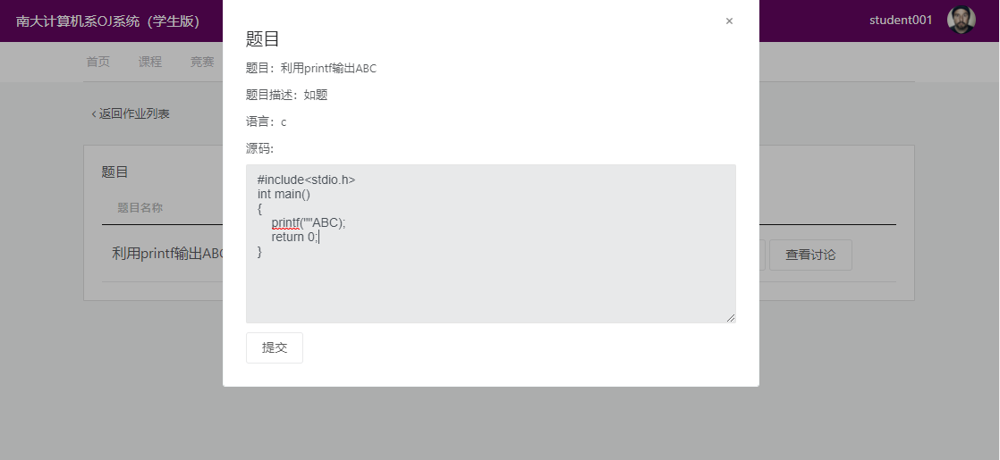 南大计算机系OJ系统（学生版）
student001
首页 课程 竞赛
‹ 返回作业列表
题目
题目名称
利用printf输出ABC
查看讨论
×
题目
题目：利用printf输出ABC
题目描述：如题
语言：c
源码:
#include<stdio.h>
int main()
{
printf(""ABC);
return 0;
}
提交